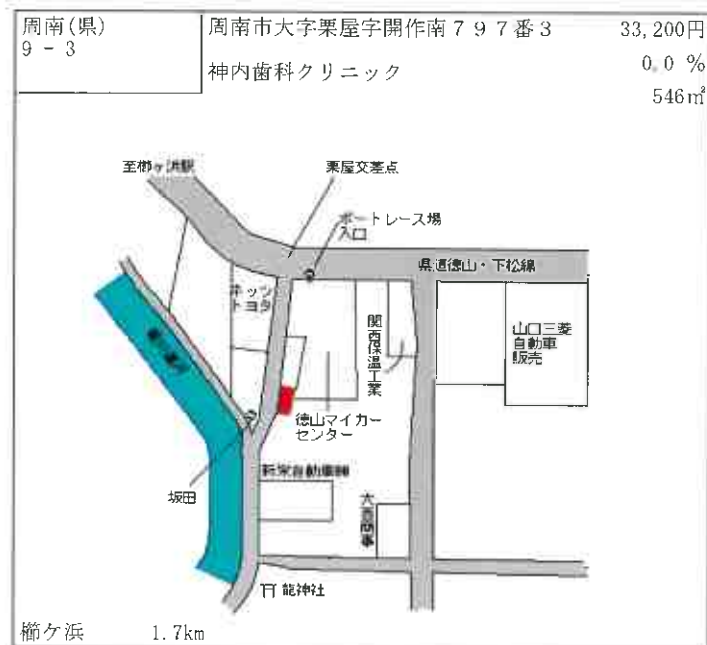 周南(県)
9 - 3
周南市大字栗屋字開作南７９７番３
33,200円
神内歯科クリニック
0.0 %
546㎡
至櫛ヶ浜駅
栗屋交差点
ボートレース場
入口
県道徳山・下松線
ネッツ
トヨタ
関西保温工業
山口三菱
自動車
販売
徳山マイカー
センター
坂田
龍神社
櫛ケ浜
1.7km